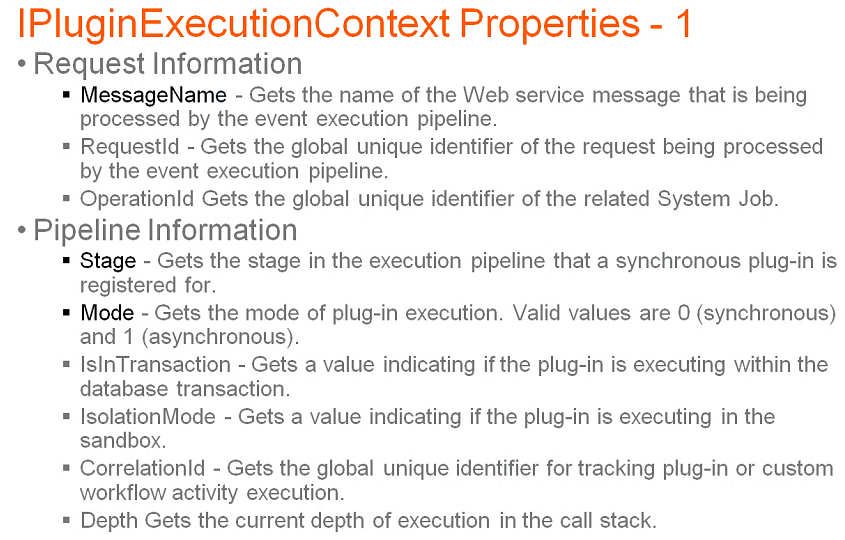 IPluginExecutionContext Properties - 1
• Request Information
▪ MessageName - Gets the name of the Web service message that is being
processed by the event execution pipeline.
▪ RequestId - Gets the global unique identifier of the request being processed
by the event execution pipeline.
▪ OperationId Gets the global unique identifier of the related System Job.
• Pipeline Information
▪ Stage - Gets the stage in the execution pipeline that a synchronous plug-in is
registered for.
▪ Mode - Gets the mode of plug-in execution. Valid values are 0 (synchronous)
and 1 (asynchronous).
▪ IsInTransaction - Gets a value indicating if the plug-in is executing within the
database transaction.
▪ IsolationMode - Gets a value indicating if the plug-in is executing in the
sandbox.
▪ CorrelationId - Gets the global unique identifier for tracking plug-in or custom
workflow activity execution.
▪ Depth Gets the current depth of execution in the call stack.